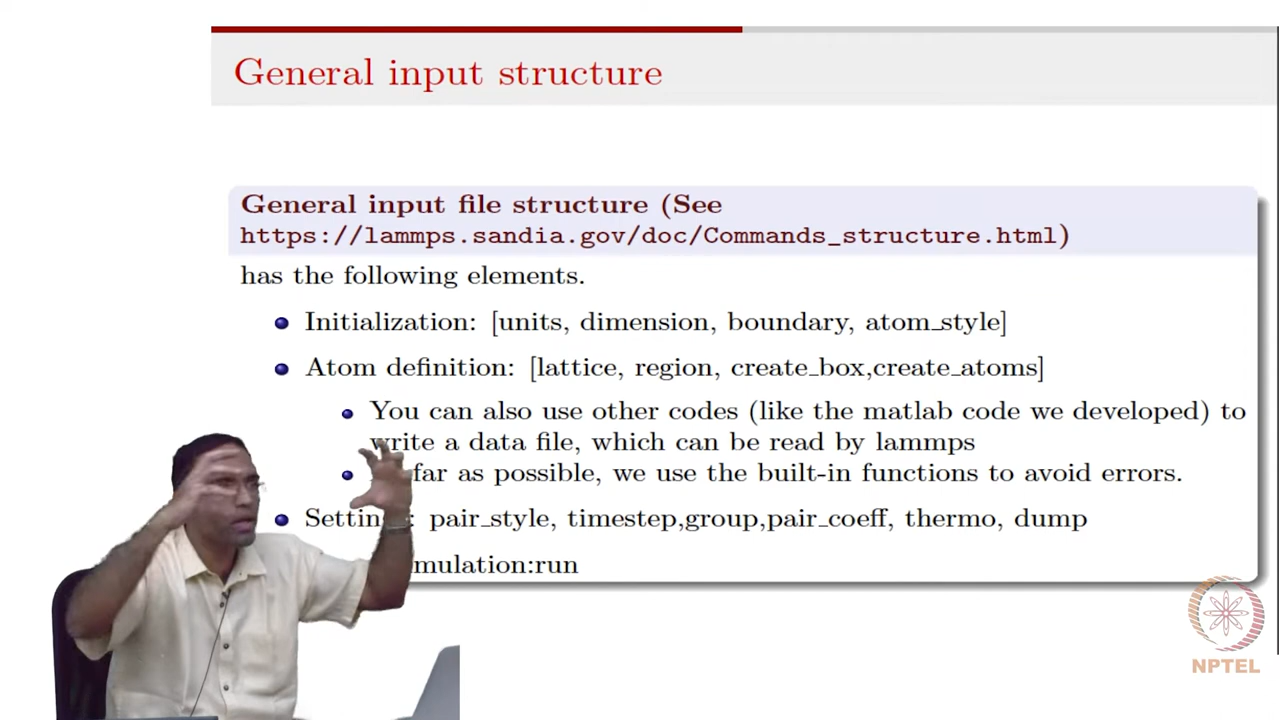 General input structure
General input file structure (See
https://lammps.sandia.gov/doc/Commands_structure.html)
has the following elements.
Initialization: [units, dimension, boundary, atom_style]
Atom definition: [lattice, region, create_box,create_atoms]
You can also use other codes (like the matlab code we developed) to
write a data file, which can be read by lammps
far as possible, we use the built-in functions to avoid errors.
pair_style, timestep,group,pair_coeff, thermo, dump
run
NPTEL